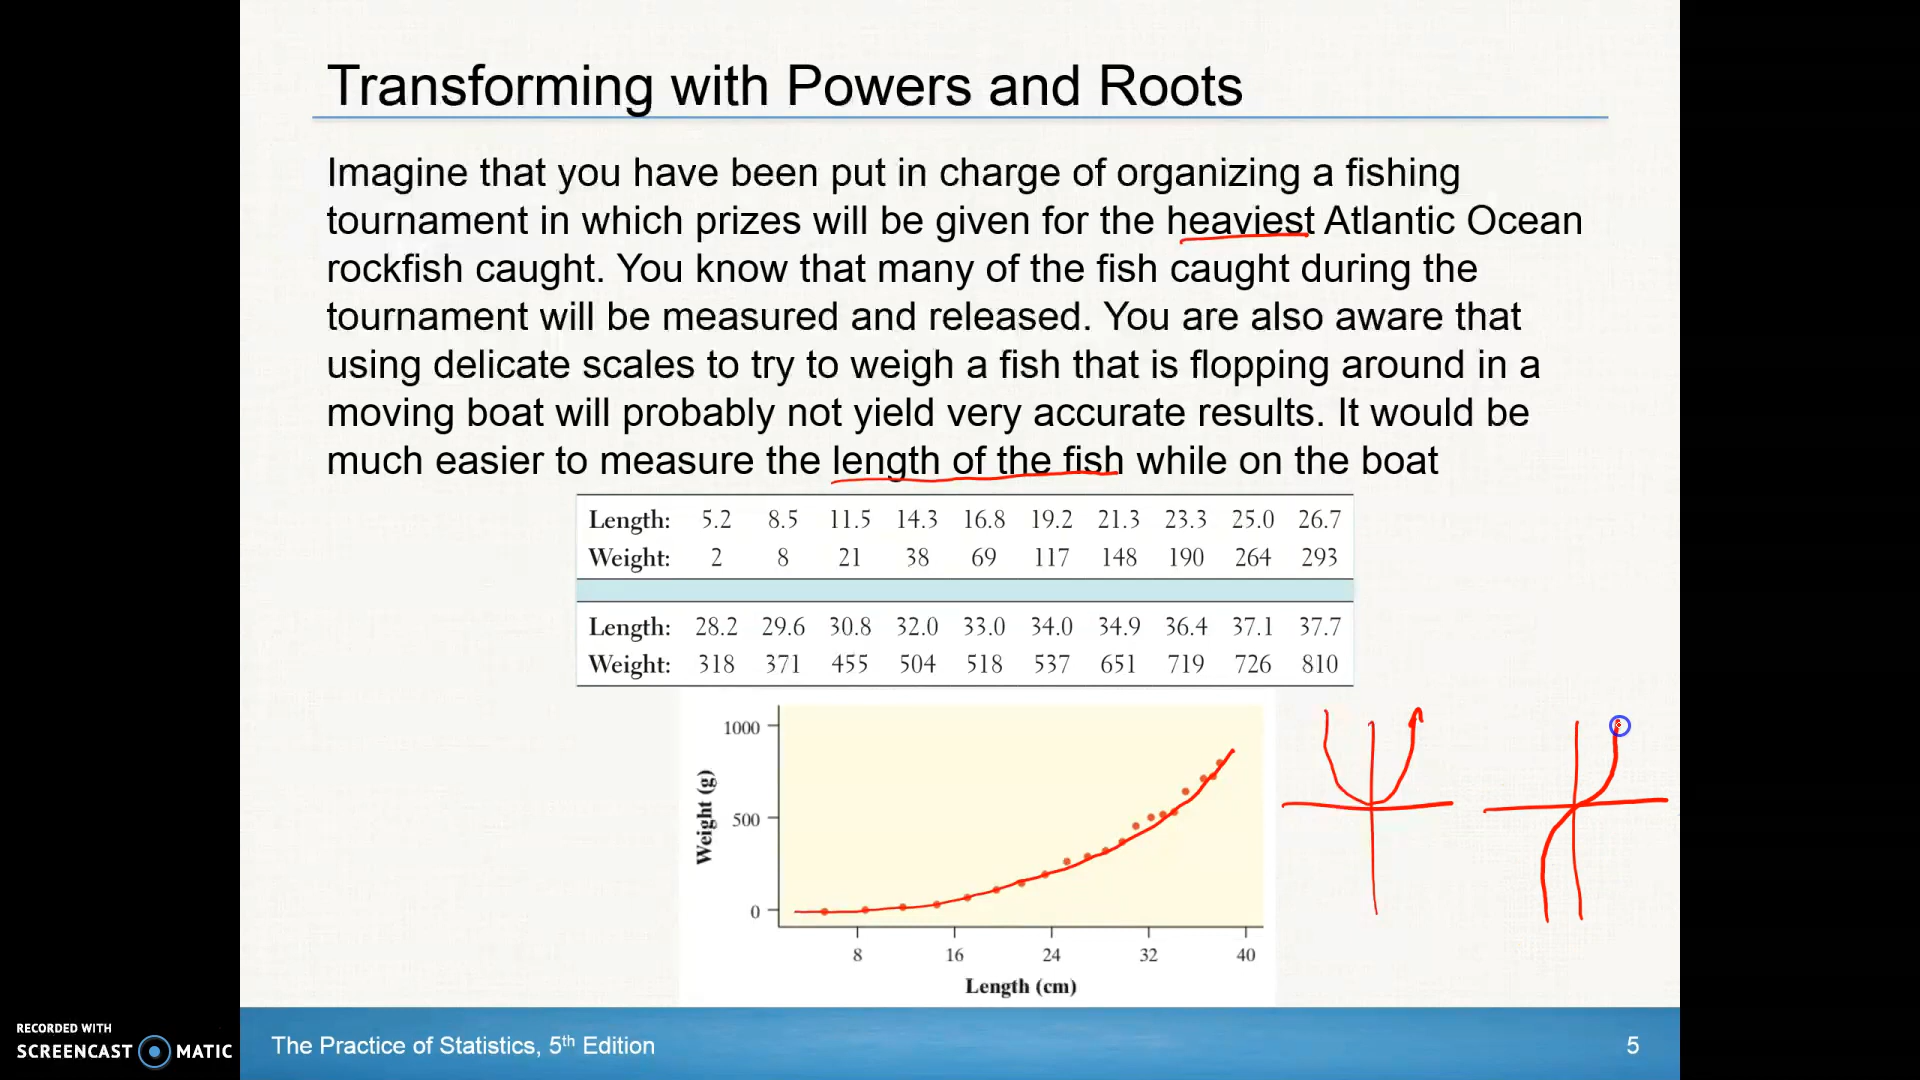 Transforming with Powers and Roots
Imagine that you have been put in charge of organizing a fishing
tournament in which prizes will be given for the heaviest Atlantic Ocean
rockfish caught. You know that many of the fish caught during the
tournament will be measured and released. You are also aware that
using delicate scales to try to weigh a fish that is flopping around in a
moving boat will probably not yield very accurate results. It would be
much easier to measure the length of the fish while on the boat
Length: 5.2 8.5 11.5 14.3 16.8 19.2 21.3 23.3 25.0 26.7
Weight: 2 8 21 38 69 117 148 190 264 293
Length: 28.2 29.6 30.8 32.0 33.0 34.0 34.9 36.4 37.1 37.7
Weight: 318 371 455 504 518 537 651 719 726 810
1000
500
0
Weight (g)
8 16 24 32 40
Length (cm)
RECORDED WITH
SCREENCAST MATIC
The Practice of Statistics, 5th Edition
5